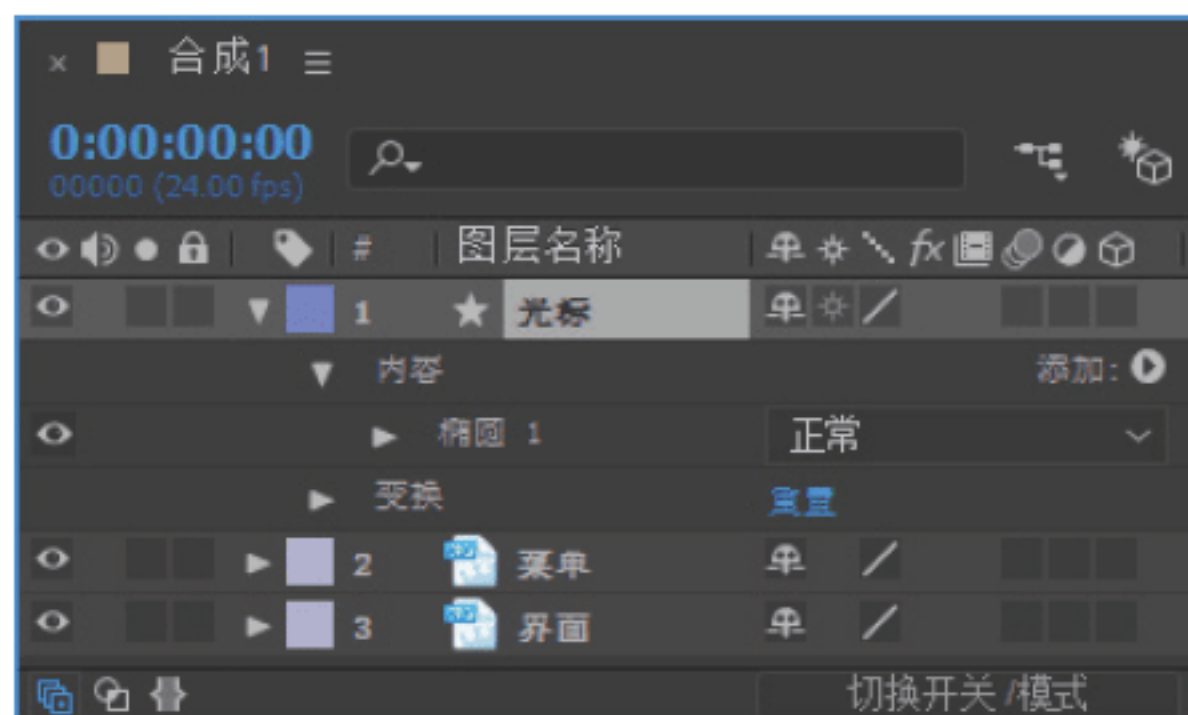 × 合成1
0:00:00:00
00000 (24.00 fps)
# 图层名称 fx
1 光标
内容 添加:
椭圆 1 正常
变换 重置
2 菜单
3 界面
切换开关/模式